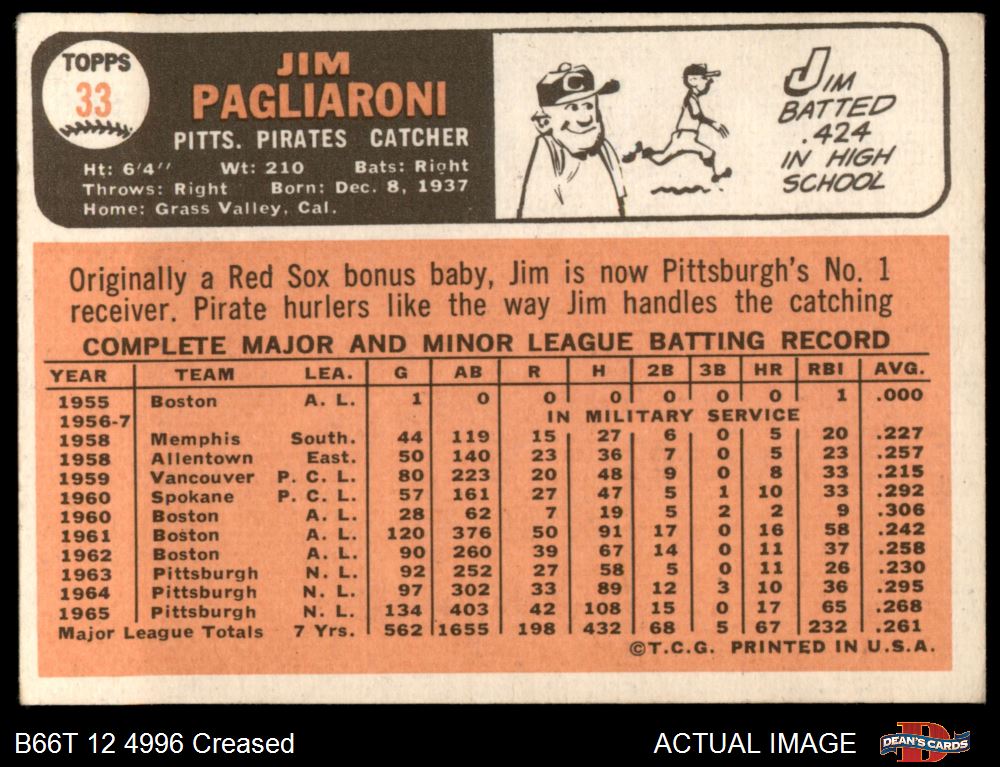 TOPPS
33
JIM
PAGLIARONI
PITTS. PIRATES CATCHER
Ht: 6'4" Wt: 210 Bats: Right
Throws: Right Born: Dec. 8, 1937
Home: Grass Valley, Cal.
C
JIM
BATTED
.424
IN HIGH
SCHOOL
Originally a Red Sox bonus baby, Jim is now Pittsburgh's No. 1
receiver. Pirate hurlers like the way Jim handles the catching
COMPLETE MAJOR AND MINOR LEAGUE BATTING RECORD
YEAR TEAM LEA. G AB R H 2B 3B HR RBI AVG.
1955 Boston A. L. 1 0 0 0 0 0 0 1 .000
1956-7 IN MILITARY SERVICE
1958 Memphis South. 44 119 15 27 6 0 5 20 .227
1958 Allentown East. 50 140 23 36 7 0 5 23 .257
1959 Vancouver P. C. L. 80 223 20 48 9 0 8 33 .215
1960 Spokane P. C. L. 57 161 27 47 5 1 10 33 .292
1960 Boston A. L. 28 62 7 19 5 2 2 9 .306
1961 Boston A. L. 120 376 50 91 17 0 16 58 .242
1962 Boston A. L. 90 260 39 67 14 0 11 37 .258
1963 Pittsburgh N. L. 92 252 27 58 5 0 11 26 .230
1964 Pittsburgh N. L. 97 302 33 89 12 3 10 36 .295
1965 Pittsburgh N. L. 134 403 42 108 15 0 17 65 .268
Major League Totals 7 Yrs. 562 1655 198 432 68 5 67 232 .261
©T.C.G. PRINTED IN U.S.A.
B66T 12 4996 Creased
ACTUAL IMAGE
D
DEAN'S CARDS